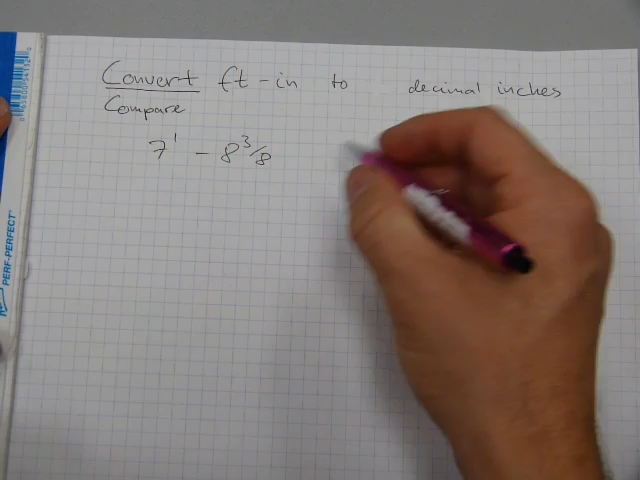 Convert ft-in to decimal inches
Compare
7' - 8 3/8
PERF-PERFECT